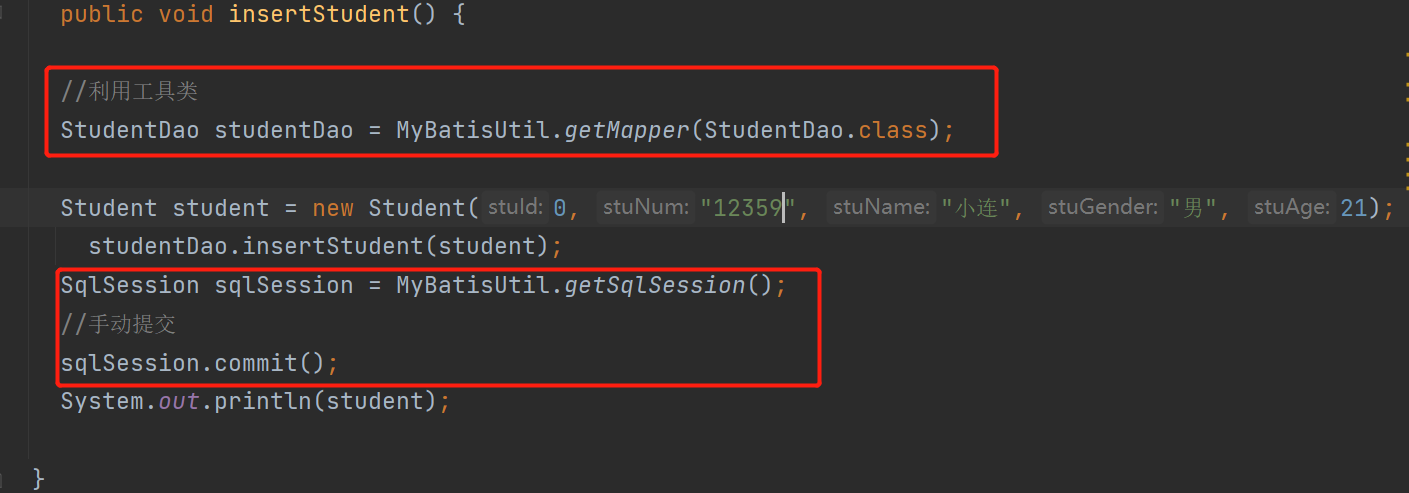 public void insertStudent() {
//利用工具类
StudentDao studentDao = MyBatisUtil.getMapper(StudentDao.class);
Student student = new Student( stuId: 0, stuNum: "12359", stuName: "小连", stuGender: "男", stuAge: 21);
studentDao.insertStudent(student);
SqlSession sqlSession = MyBatisUtil.getSqlSession();
//手动提交
sqlSession.commit();
System.out.println(student);
}